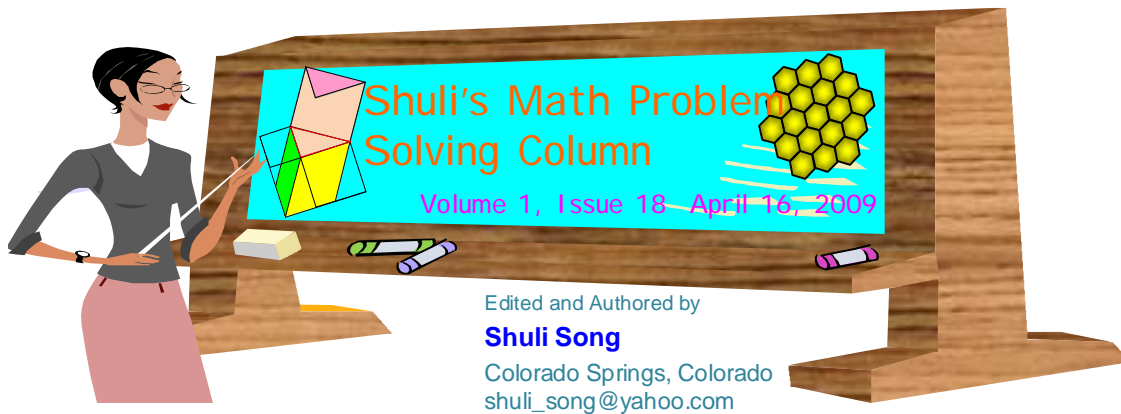 Shuli's Math Problem
Solving Column
Volume 1, Issue 18 April 16, 2009
Edited and Authored by
Shuli Song
Colorado Springs, Colorado
shuli_song@yahoo.com